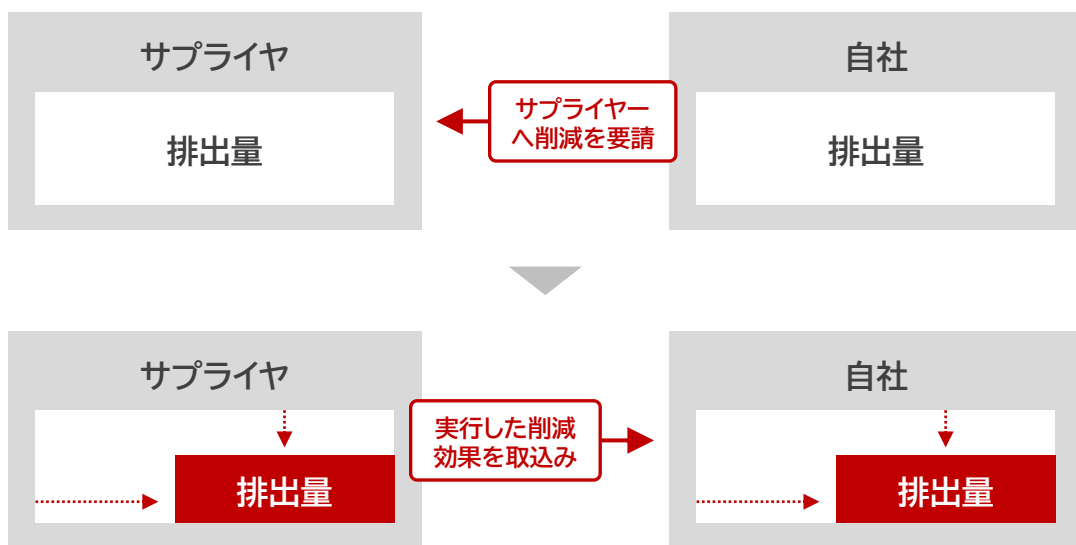 サプライヤ
自社
サプライヤー
へ削減を要請
排出量
排出量
サプライヤ
自社
実行した削減
効果を取込み
排出量
排出量